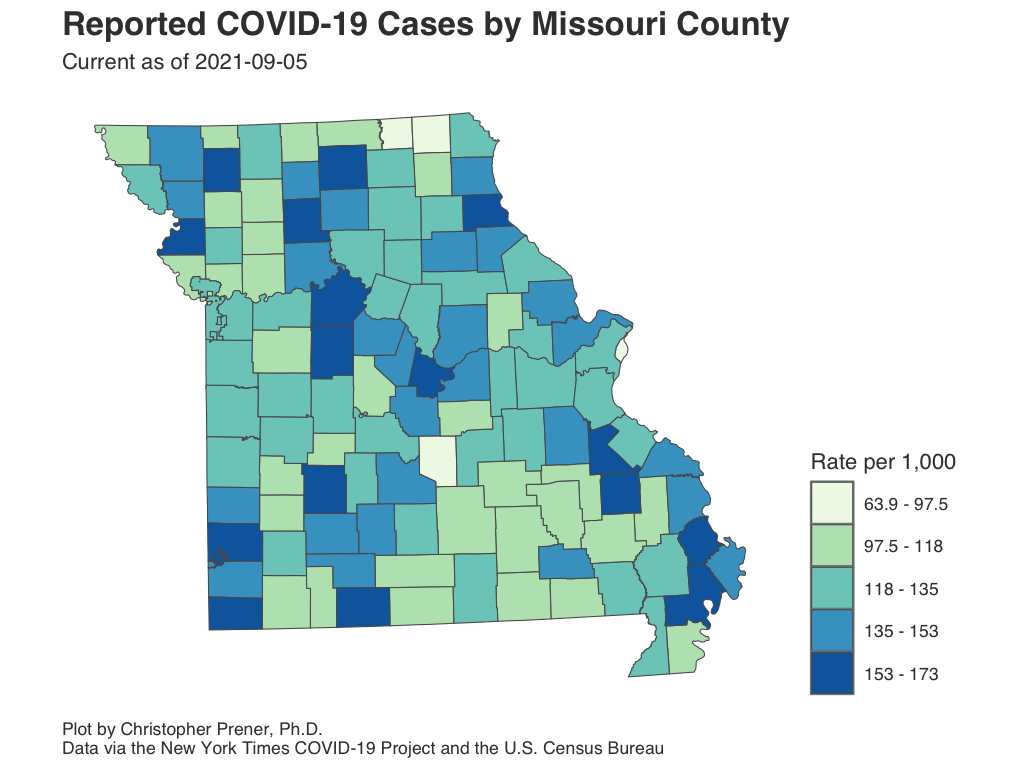 Reported COVID-19 Cases by Missouri County
Current as of 2021-09-05
Rate per 1,000
63.9 - 97.5
97.5 - 118
118 - 135
135 - 153
153 - 173
Plot by Christopher Prener, Ph.D.
Data via the New York Times COVID-19 Project and the U.S. Census Bureau